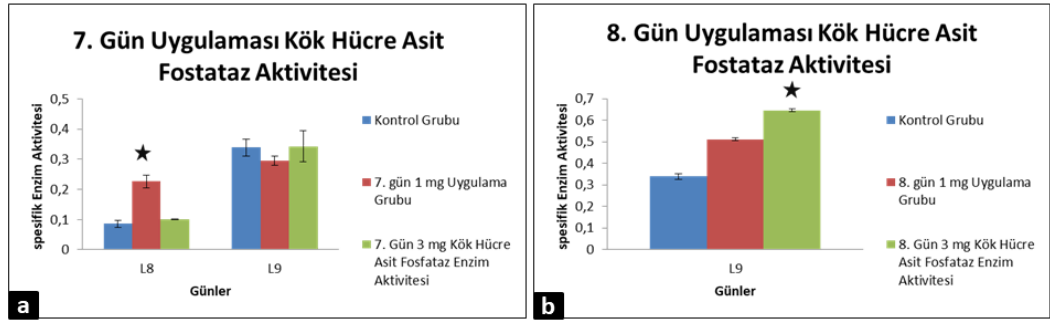 7. Gün Uygulaması Kök Hücre Asit
Fostataz Aktivitesi
spesifik Enzim Aktivitesi
0,5
0,4
0,3
0,2
0,1
0
L8
L9
Günler
Kontrol Grubu
7. gün 1 mg Uygulama
Grubu
7. Gün 3 mg Kök Hücre
Asit Fosfataz Enzim
Aktivitesi
a
8. Gün Uygulaması Kök Hücre Asit
Fostataz Aktivitesi
spesifik Enzim Aktivitesi
0,7
0,6
0,5
0,4
0,3
0,2
0,1
0
L9
Günler
Kontrol Grubu
8. gün 1 mg Uygulama
Grubu
8. Gün 3 mg Kök Hücre
Asit Fosfataz Enzim
Aktivitesi
b